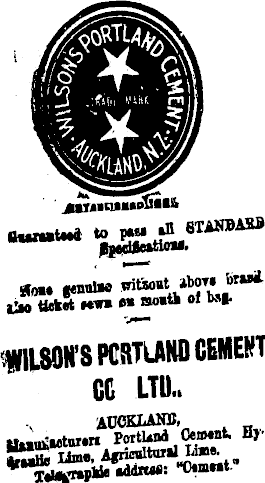 WILSON'S PORTLAND CEMENT.
TRADE MARK
AUCKLAND, N.Z.
Guaranteed to pass all STANDARD
Specifications.
None genuine without above brand
also ticket sewn on mouth of bag.
WILSON'S PORTLAND CEMENT
CO LTD.,
AUCKLAND,
Manufacturers Portland Cement, Hy-
draulic Lime, Agricultural Lime.
Telegraphic address: "Cement."